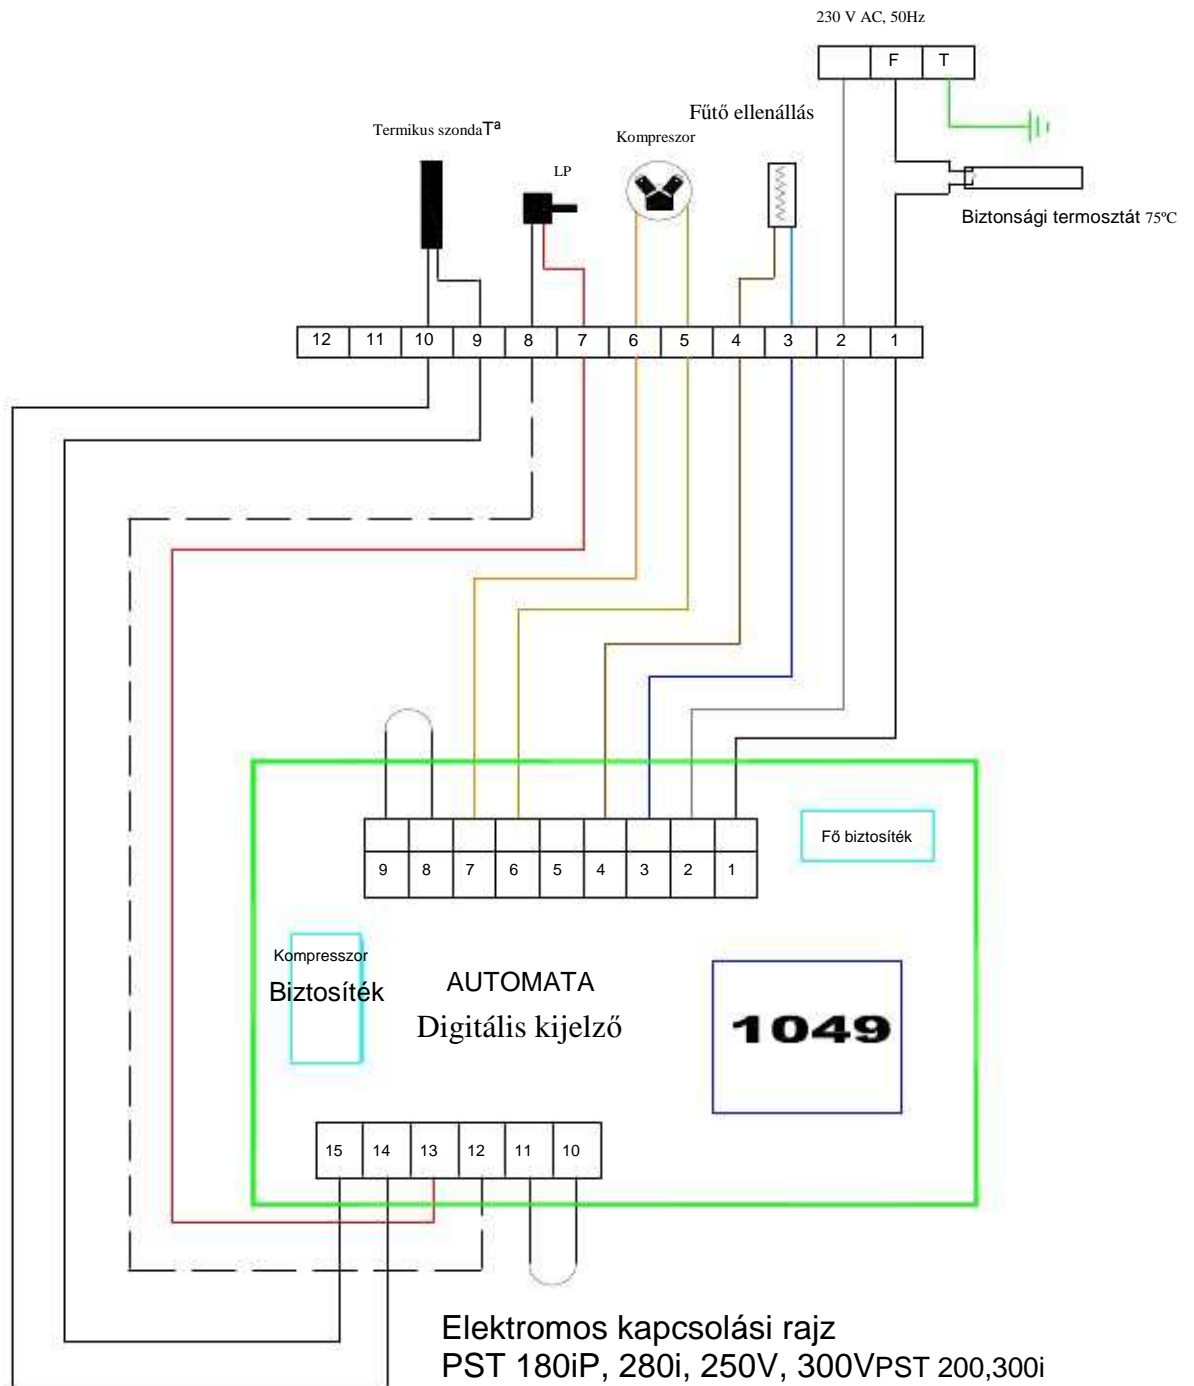 230 V AC, 50Hz
F T
Fűtő ellenállás
Termikus szondaTª
Kompreszor
LP
Biztonsági termosztát 75ºC
12 11 10 9 8 7 6 5 4 3 2 1
Fő biztosíték
9 8 7 6 5 4 3 2 1
Kompresszor
Biztosíték
AUTOMATA
Digitális kijelző
1049
15 14 13 12 11 10
Elektromos kapcsolási rajz
PST 180iP, 280i, 250V, 300VPST 200,300i